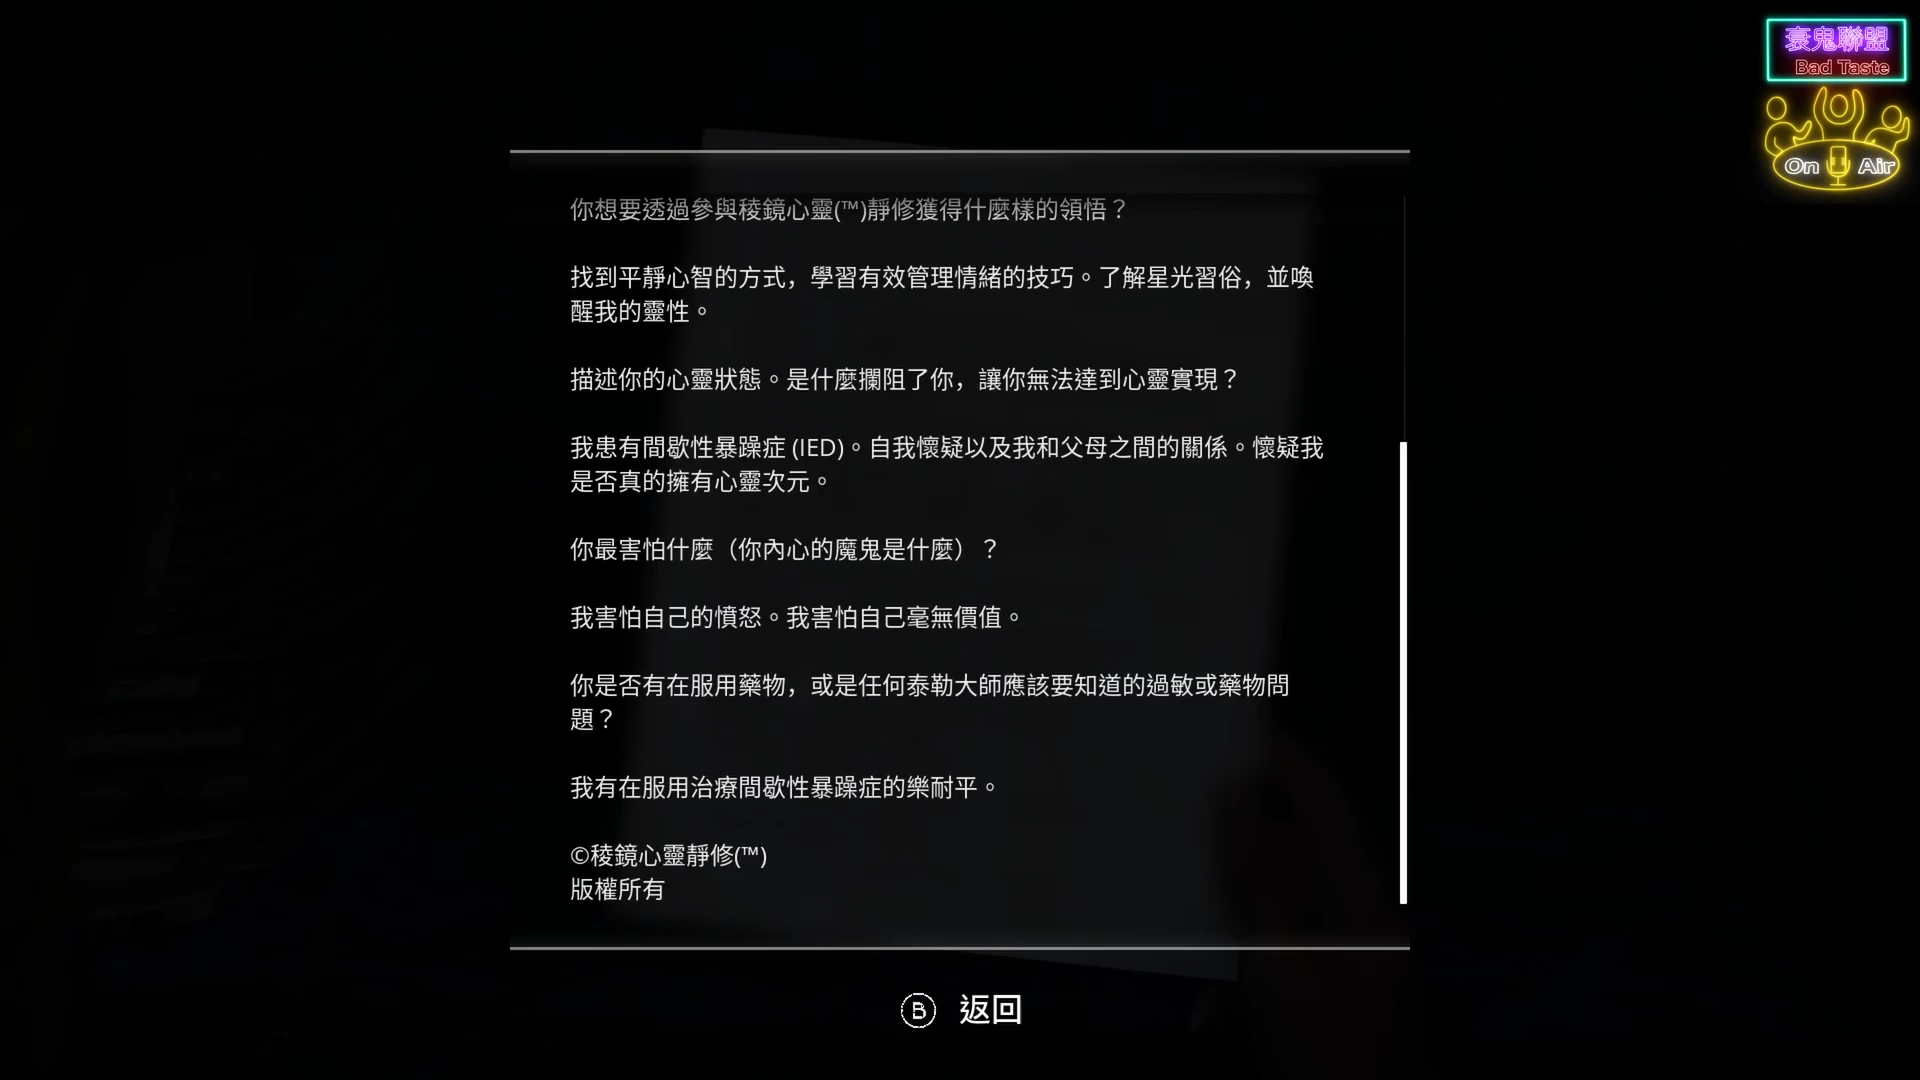 衰鬼聯盟
Bad Taste
On Air
你想要透過參與稜鏡心靈(™)靜修獲得什麼樣的領悟？
找到平靜心智的方式，學習有效管理情緒的技巧。了解星光習俗，並喚
醒我的靈性。
描述你的心靈狀態。是什麼攔阻了你，讓你無法達到心靈實現？
我患有間歇性暴躁症 (IED)。自我懷疑以及我和父母之間的關係。懷疑我
是否真的擁有心靈次元。
你最害怕什麼（你內心的魔鬼是什麼）？
我害怕自己的憤怒。我害怕自己毫無價值。
你是否有在服用藥物，或是任何泰勒大師應該要知道的過敏或藥物問
題？
我有在服用治療間歇性暴躁症的樂耐平。
©稜鏡心靈靜修(™)
版權所有
B 返回